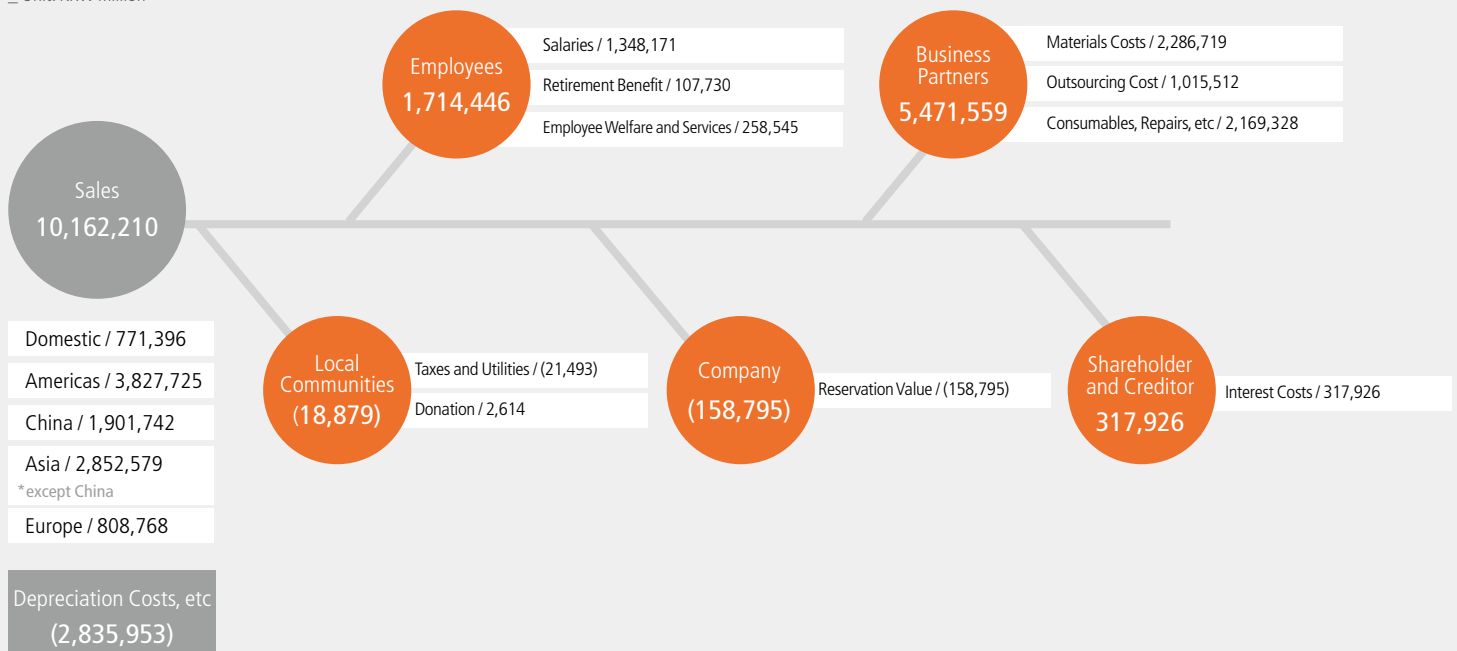 Employees
1,714,446
Salaries / 1,348,171
Retirement Benefit / 107,730
Employee Welfare and Services / 258,545
Business
Partners
5,471,559
Materials Costs / 2,286,719
Outsourcing Cost / 1,015,512
Consumables, Repairs, etc / 2,169,328
Sales
10,162,210
Domestic / 771,396
Americas / 3,827,725
China / 1,901,742
Asia / 2,852,579
*except China
Europe / 808,768
Depreciation Costs, etc
(2,835,953)
Local
Communities
(18,879)
Taxes and Utilities / (21,493)
Donation / 2,614
Company
(158,795)
Reservation Value / (158,795)
Shareholder
and Creditor
317,926
Interest Costs / 317,926